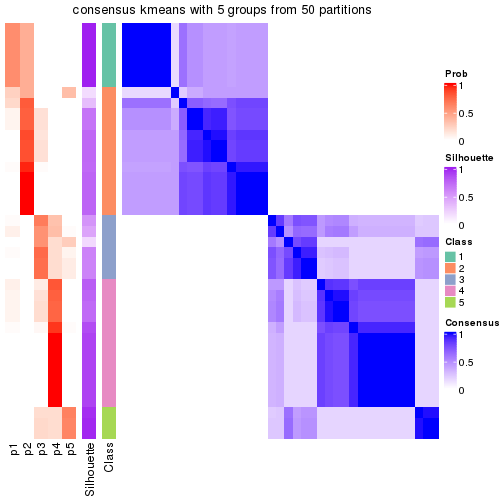 consensus kmeans with 5 groups from 50 partitions
Prob
1
0.5
0
Silhouette
1
0.5
0
Class
1
2
3
4
5
Consensus
1
0.5
0
p1
p2
p3
p4
p5
Silhouette
Class